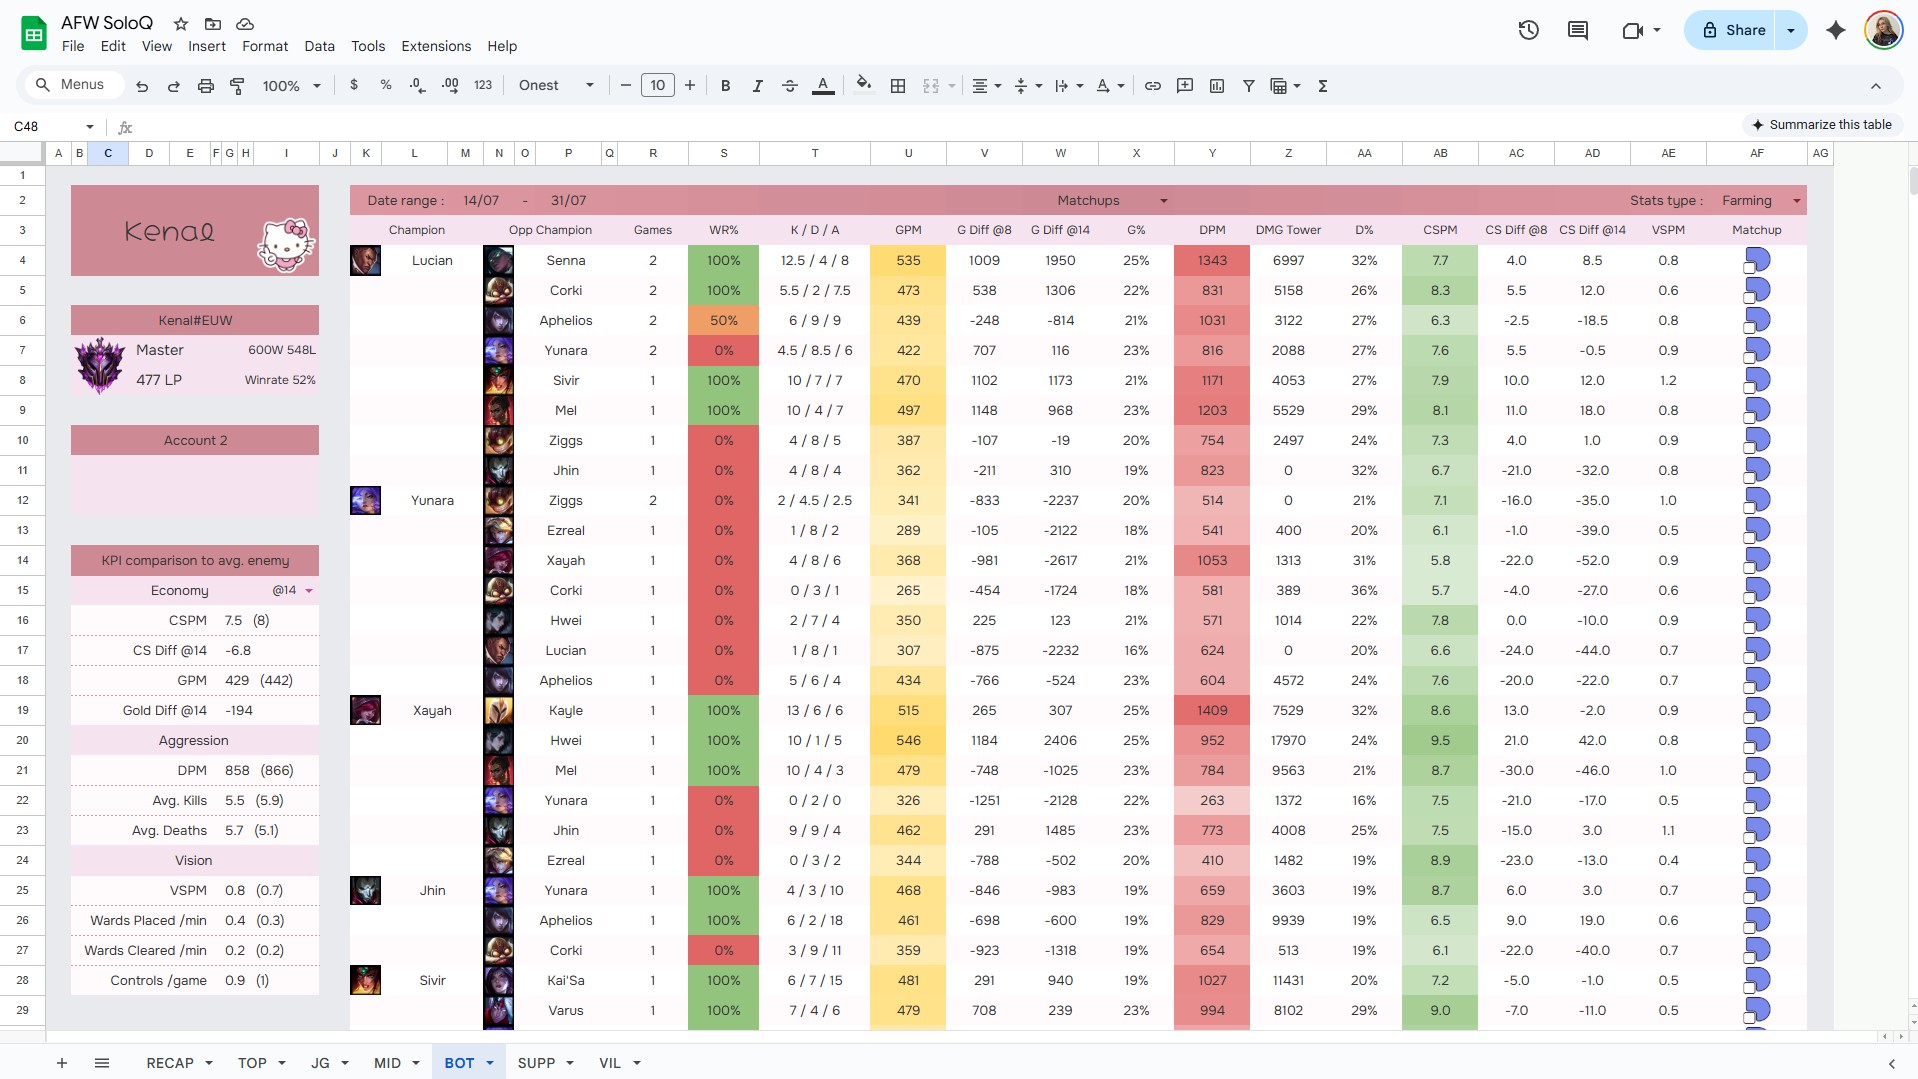 AFW SoloQ
File Edit View Insert Format Data Tools Extensions Help
Share
Menus 100% $ % .0 .00 123 Onest 10 B I A
C48 fx Summarize this table
A B C D E F G H I J K L M N O P Q R S T U V W X Y Z AA AB AC AD AE AF AG
1
2 Date range : 14/07 - 31/07 Matchups Stats type : Farming
Kenal
3 Champion Opp Champion Games WR% K / D / A GPM G Diff @8 G Diff @14 G% DPM DMG Tower D% CSPM CS Diff @8 CS Diff @14 VSPM Matchup
4 Lucian Senna 2 100% 12.5 / 4 / 8 535 1009 1950 25% 1343 6997 32% 7.7 4.0 8.5 0.8
5 Corki 2 100% 5.5 / 2 / 7.5 473 538 1306 22% 831 5158 26% 8.3 5.5 12.0 0.6
6 Kenal#EUW Aphelios 2 50% 6 / 9 / 9 439 -248 -814 21% 1031 3122 27% 6.3 -2.5 -18.5 0.8
7 Master 600W 548L Yunara 2 0% 4.5 / 8.5 / 6 422 707 116 23% 816 2088 27% 7.6 5.5 -0.5 0.9
8 477 LP Winrate 52% Sivir 1 100% 10 / 7 / 7 470 1102 1173 21% 1171 4053 27% 7.9 10.0 12.0 1.2
9 Mel 1 100% 10 / 4 / 7 497 1148 968 23% 1203 5529 29% 8.1 11.0 18.0 0.8
10 Account 2 Ziggs 1 0% 4 / 8 / 5 387 -107 -19 20% 754 2497 24% 7.3 4.0 1.0 0.9
11 Jhin 1 0% 4 / 8 / 4 362 -211 310 19% 823 0 32% 6.7 -21.0 -32.0 0.8
12 Yunara Ziggs 2 0% 2 / 4.5 / 2.5 341 -833 -2237 20% 514 0 21% 7.1 -16.0 -35.0 1.0
13 Ezreal 1 0% 1 / 8 / 2 289 -105 -2122 18% 541 400 20% 6.1 -1.0 -39.0 0.5
14 KPI comparison to avg. enemy Xayah 1 0% 4 / 8 / 6 368 -981 -2617 21% 1053 1313 31% 5.8 -22.0 -52.0 0.9
15 Economy @14 Corki 1 0% 0 / 3 / 1 265 -454 -1724 18% 581 389 36% 5.7 -4.0 -27.0 0.6
16 CSPM 7.5 (8) Hwei 1 0% 2 / 7 / 4 350 225 123 21% 571 1014 22% 7.8 0.0 -10.0 0.9
17 CS Diff @14 -6.8 Lucian 1 0% 1 / 8 / 1 307 -875 -2232 16% 624 0 20% 6.6 -24.0 -44.0 0.7
18 GPM 429 (442) Aphelios 1 0% 5 / 6 / 4 434 -766 -524 23% 604 4572 24% 7.6 -20.0 -22.0 0.7
19 Gold Diff @14 -194 Xayah Kayle 1 100% 13 / 6 / 6 515 265 307 25% 1409 7529 32% 8.6 13.0 -2.0 0.9
20 Aggression Hwei 1 100% 10 / 1 / 5 546 1184 2406 25% 952 17970 24% 9.5 21.0 42.0 0.8
21 DPM 858 (866) Mel 1 100% 10 / 4 / 3 479 -748 -1025 23% 784 9563 21% 8.7 -30.0 -46.0 1.0
22 Avg. Kills 5.5 (5.9) Yunara 1 0% 0 / 2 / 0 326 -1251 -2128 22% 263 1372 16% 7.5 -21.0 -17.0 0.5
23 Avg. Deaths 5.7 (5.1) Jhin 1 0% 9 / 9 / 4 462 291 1485 23% 773 4008 25% 7.5 -15.0 3.0 1.1
24 Vision Ezreal 1 0% 0 / 3 / 2 344 -788 -502 20% 410 1482 19% 8.9 -23.0 -13.0 0.4
25 VSPM 0.8 (0.7) Jhin Yunara 1 100% 4 / 3 / 10 468 -846 -983 19% 659 3603 19% 8.7 6.0 3.0 0.7
26 Wards Placed /min 0.4 (0.3) Aphelios 1 100% 6 / 2 / 18 461 -698 -600 19% 829 9939 19% 6.5 9.0 19.0 0.6
27 Wards Cleared /min 0.2 (0.2) Corki 1 0% 3 / 9 / 11 359 -923 -1318 19% 654 513 19% 6.1 -22.0 -40.0 0.7
28 Controls /game 0.9 (1) Sivir Kai'Sa 1 100% 6 / 7 / 15 481 291 940 19% 1027 11431 20% 7.2 -5.0 -1.0 0.5
29 Varus 1 100% 7 / 4 / 6 479 708 239 23% 994 8102 29% 9.0 -7.0 -11.0 0.5
RECAP TOP JG MID BOT SUPP VIL